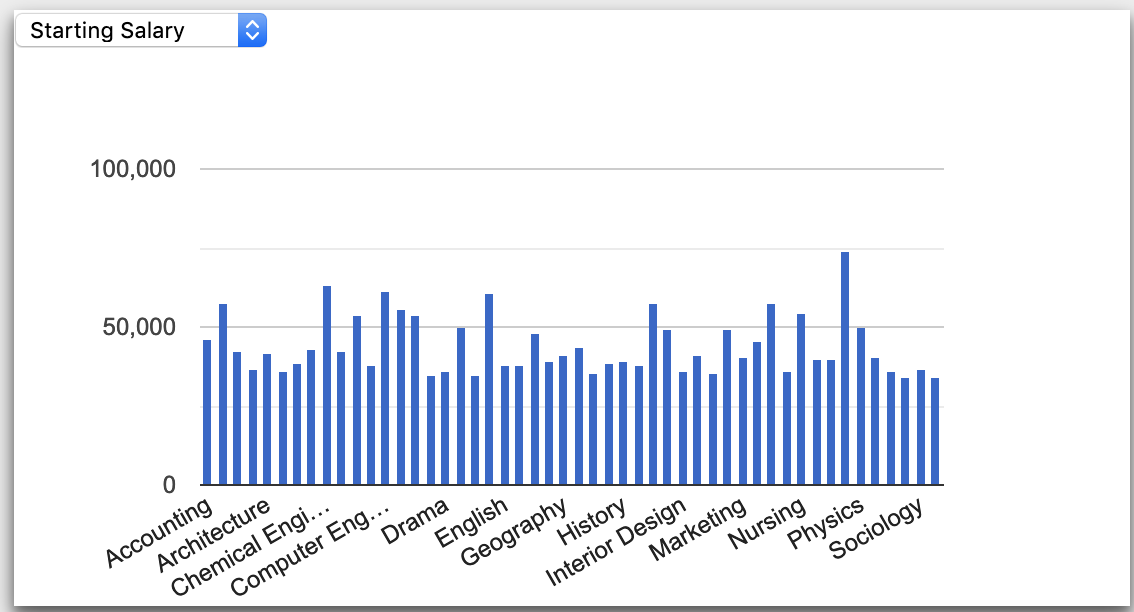 Starting Salary
100,000
50,000
0
Accounting
Architecture
Chemical Engi...
Computer Eng...
Drama
English
Geography
History
Interior Design
Marketing
Nursing
Physics
Sociology